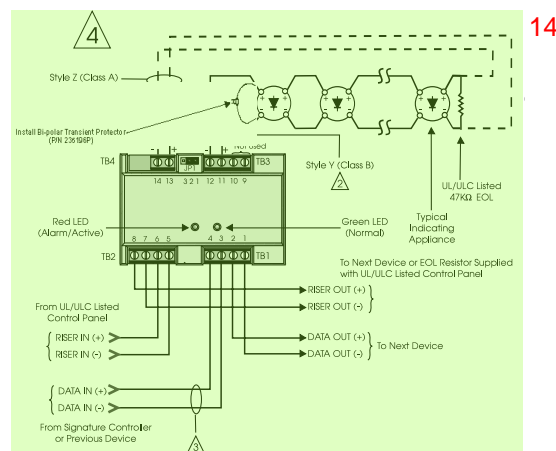 14
4
Style Z (Class A)
Install Bi-polar Transient Protector
(P/N 235196P)
Style Y (Class B)
2
UL/ULC Listed
47KΩ EOL
Typical
Indicating
Appliance
TB4
- +
- +
Not used
TB3
JP1
14 13 3 2 1 12 11 10 9
Red LED
(Alarm/Active)
Green LED
(Normal)
8 7 6 5 4 3 2 1
TB2
TB1
To Next Device or EOL Resistor Supplied
with UL/ULC Listed Control Panel
RISER OUT (+)
RISER OUT (-)
From UL/ULC Listed
Control Panel
RISER IN (+)
RISER IN (-)
DATA OUT (+)
DATA OUT (-)
To Next Device
DATA IN (+)
DATA IN (-)
From Signature Controller
or Previous Device
3